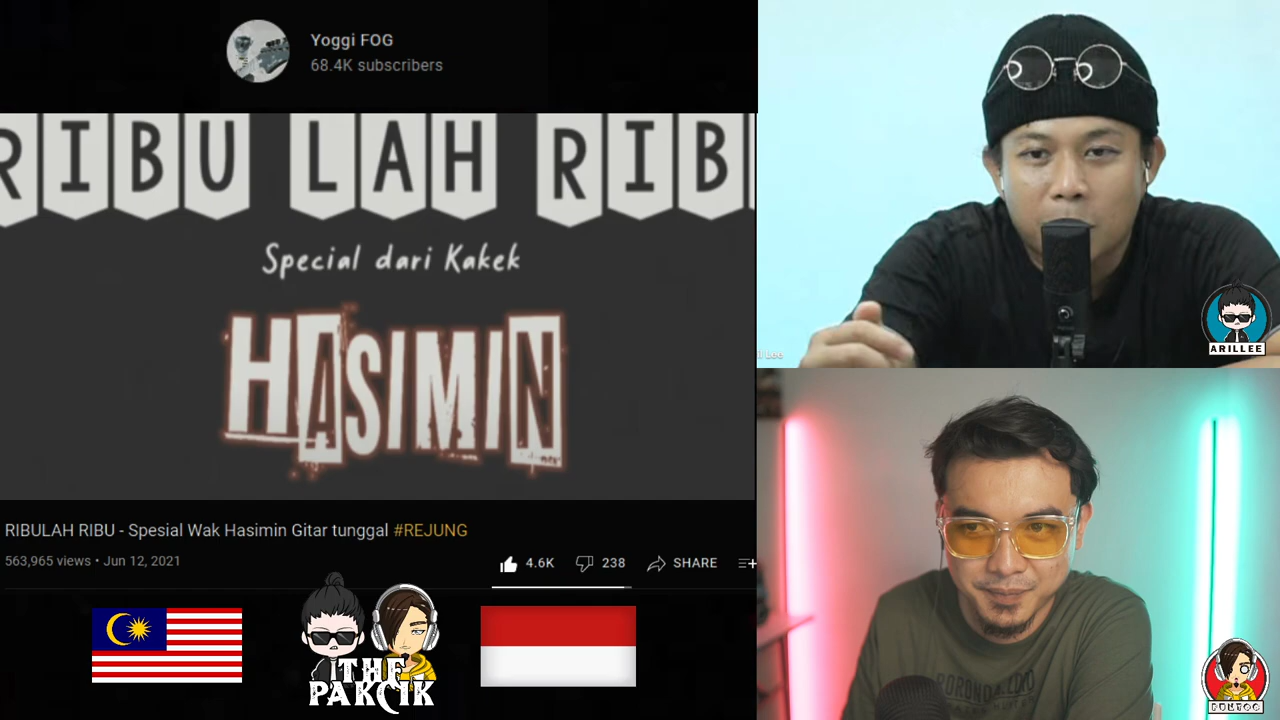 Yoggi FOG
68.4K subscribers
RIBU LAH RIB
Special dari Kakek
HASIMIN
RIBULAH RIBU - Spesial Wak Hasimin Gitar tunggal #REJUNG
563,965 views • Jun 12, 2021
4.6K
238
SHARE
THE
PAKCIK
ARILLEE
Lee